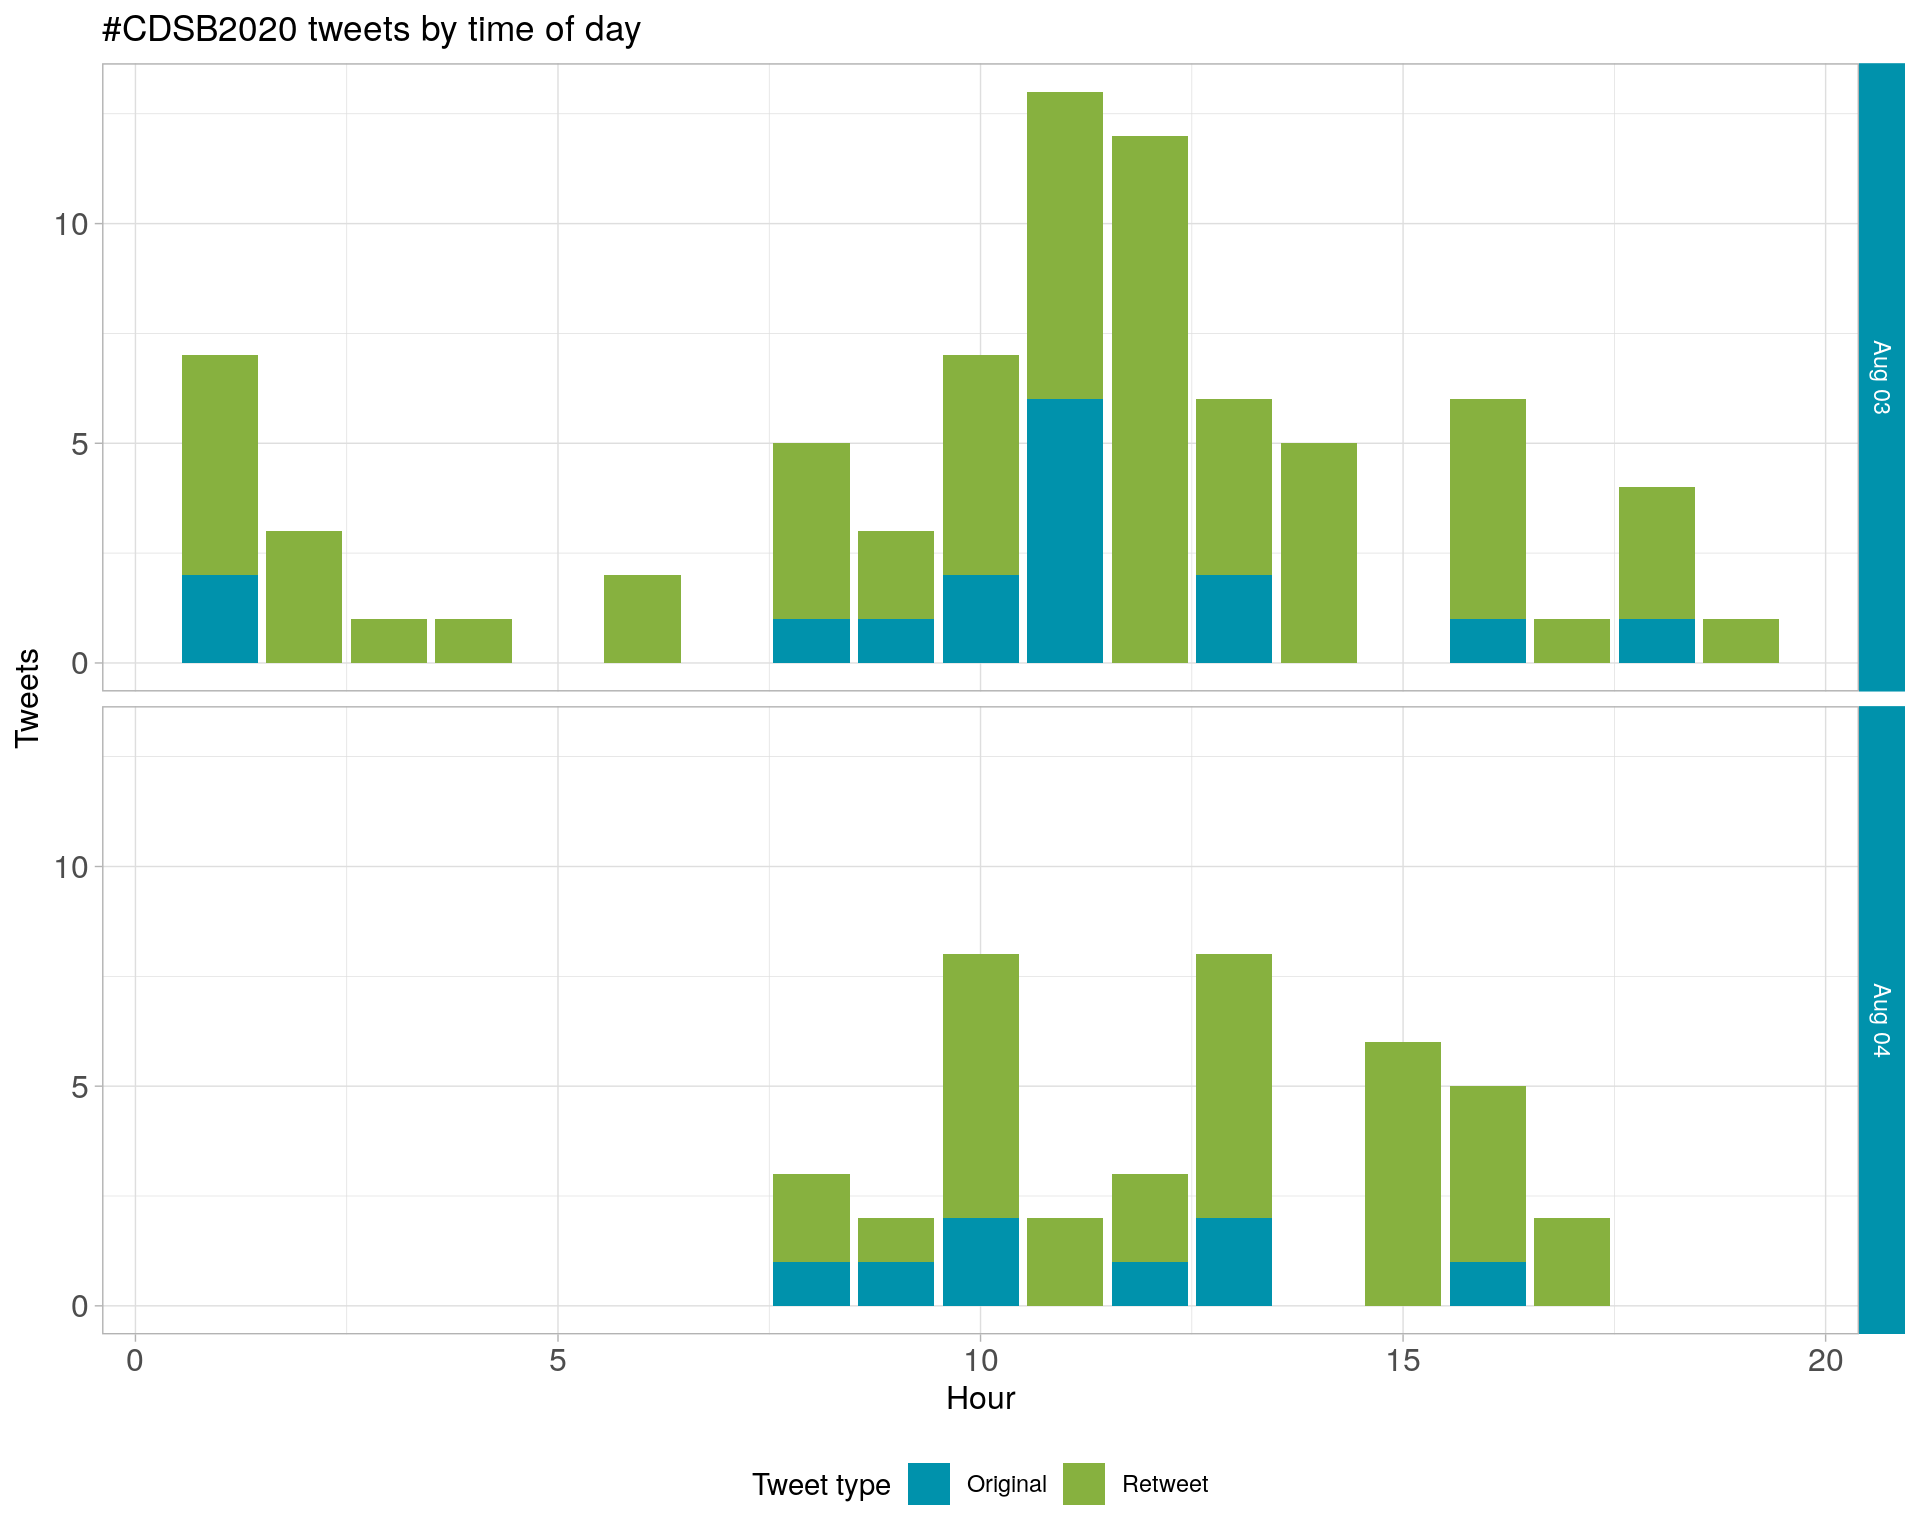 #CDSB2020 tweets by time of day
Tweets
10
5
0
Aug 03
10
5
0
Aug 04
0 5 10 15 20
Hour
Tweet type Original Retweet